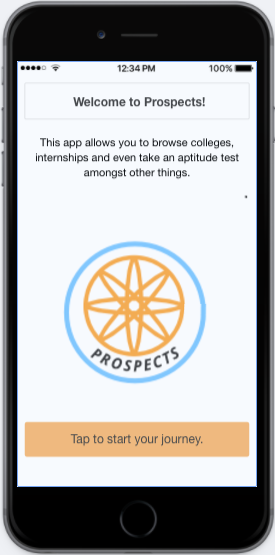 12:34 PM
100%
Welcome to Prospects!
This app allows you to browse colleges,
internships and even take an aptitude test
amongst other things.
PROSPECTS
Tap to start your journey.